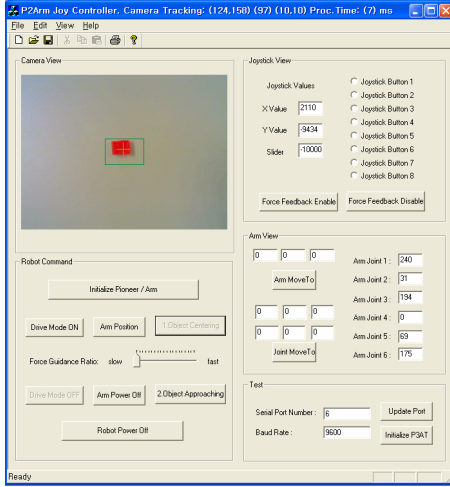 P2Arm Joy Controller. Camera Tracking: (124,158) (97) (10,10) Proc.Time: (7) ms
File Edit View Help
Camera View
Robot Command
Initialize Pioneer / Arm
Drive Mode ON Arm Position 1.Object Centering
Force Guidance Ratio: slow fast
Drive Mode OFF Arm Power Off 2.Object Approaching
Robot Power Off
Joystick View
Joystick Values
X Value 2110
Y Value -9434
Slider -10000
Joystick Button 1
Joystick Button 2
Joystick Button 3
Joystick Button 4
Joystick Button 5
Joystick Button 6
Joystick Button 7
Joystick Button 8
Force Feedback Enable Force Feedback Disable
Arm View
0 0 0
Arm MoveTo
0 0 0
0 0 0
Joint MoveTo
Arm Joint 1 : 240
Arm Joint 2 : 31
Arm Joint 3 : 194
Arm Joint 4 : 0
Arm Joint 5 : 69
Arm Joint 6 : 175
Test
Serial Port Number : 6 Update Port
Baud Rate : 9600 Initialize P3AT
Ready